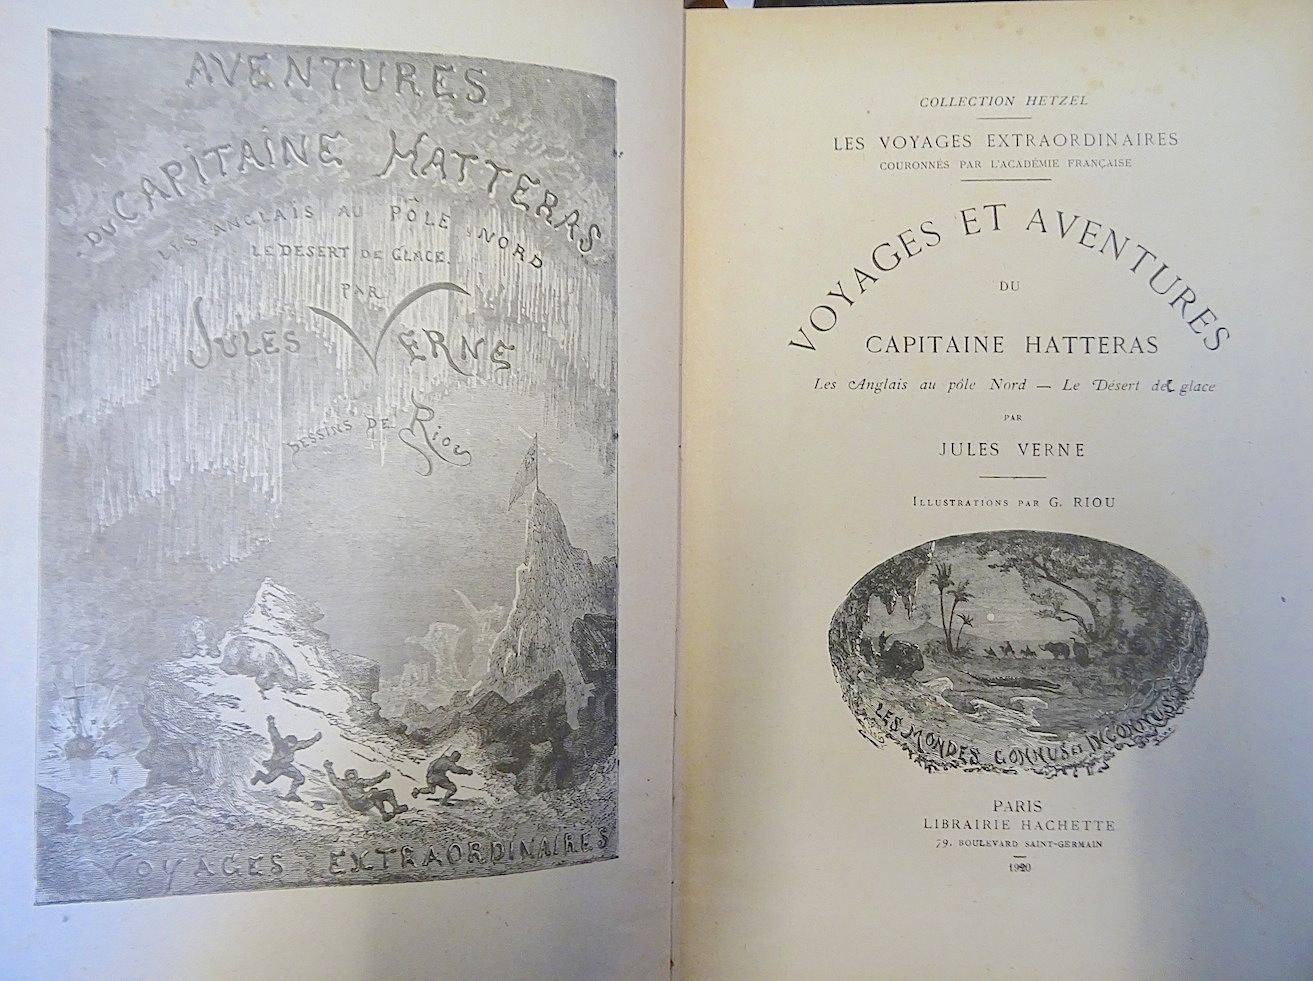 AVENTURES
DU CAPITAINE HATTERAS
LES ANGLAIS AU PÔLE NORD
LE DESERT DE GLACE.
PAR
JULES VERNE
DESSINS DE RIOU
VOYAGES EXTRAORDINAIRES
COLLECTION HETZEL
LES VOYAGES EXTRAORDINAIRES
COURONNÉS PAR L'ACADÉMIE FRANÇAISE
VOYAGES ET AVENTURES
DU
CAPITAINE HATTERAS
Les Anglais au pôle Nord — Le Désert de glace
PAR
JULES VERNE
ILLUSTRATIONS PAR G. RIOU
LES MONDES CONNUS ET INCONNUS
PARIS
LIBRAIRIE HACHETTE
79, BOULEVARD SAINT-GERMAIN
1920